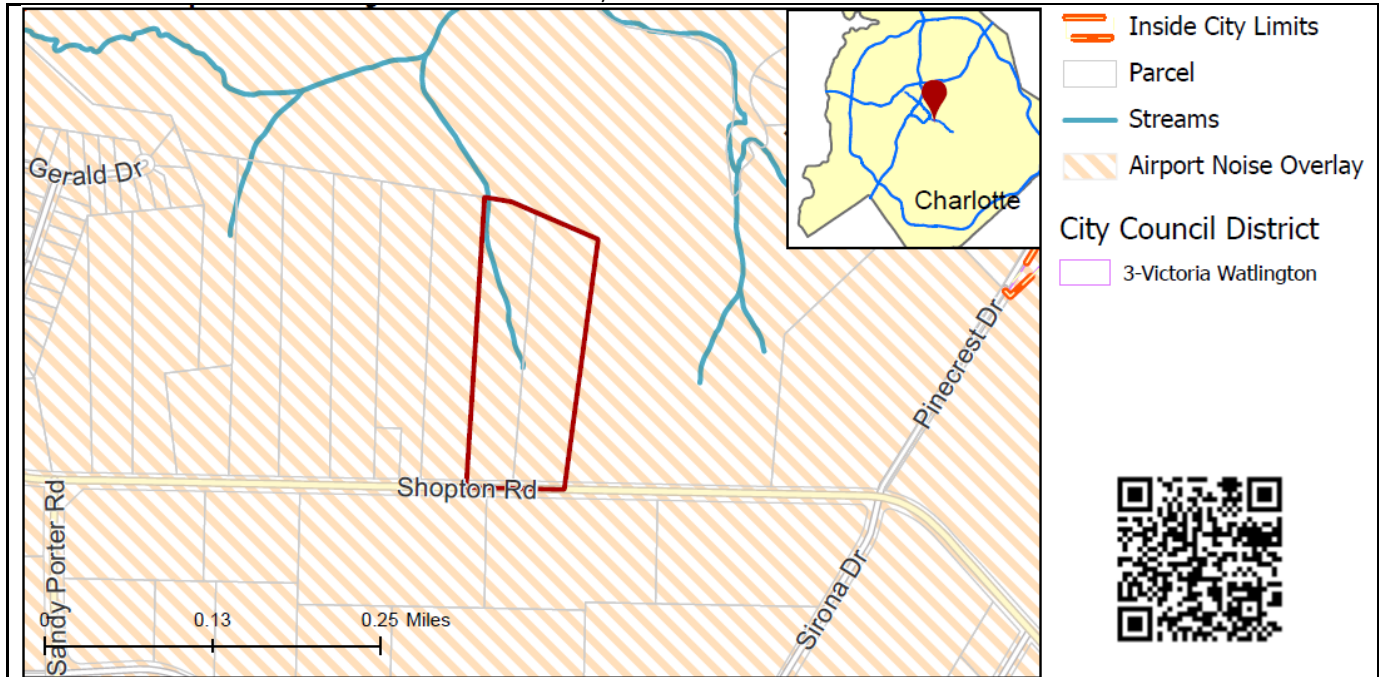 Gerald Dr
Charlotte
Pinecrest Dr
Shopton Rd
Sandy Porter Rd
Sirona Dr
0 0.13 0.25 Miles
Inside City Limits
Parcel
Streams
Airport Noise Overlay
City Council District
3-Victoria Watlington